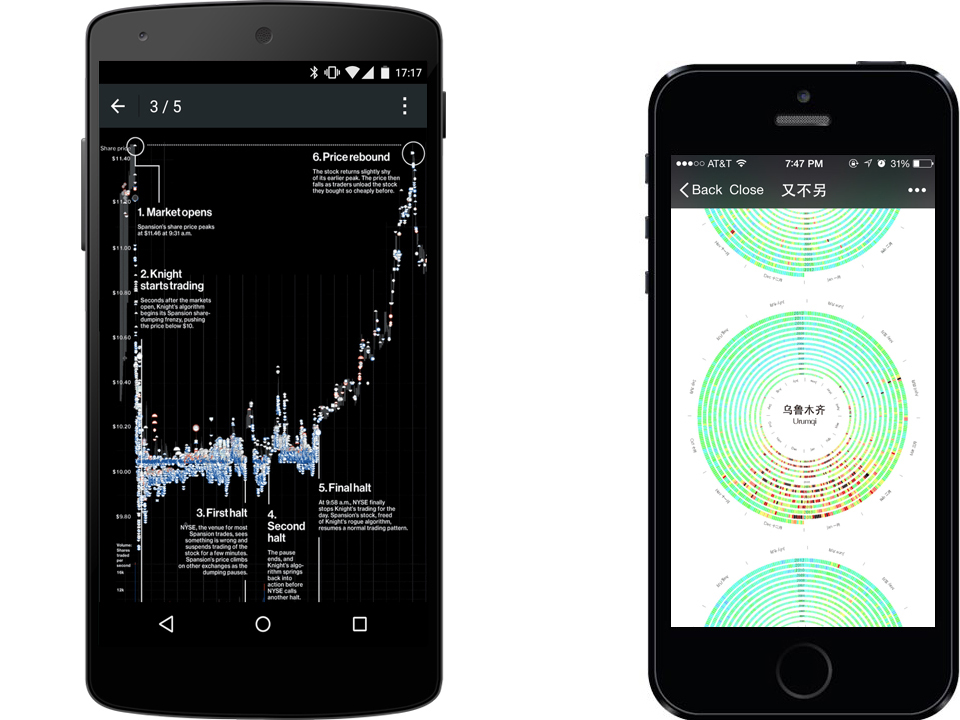 17:17
3 / 5
Share price
$11.40
6. Price rebound
The stock returns slightly shy
of its earlier peak. The price then
falls as traders unload the stock
they bought so cheaply before.
$11.20
1. Market opens
Spansion's share price peaks
at $11.46 at 9:31 a.m.
$11.00
2. Knight
starts trading
$10.80
Seconds after the markets
open, Knight's algorithm
begins its Spansion share-
dumping frenzy, pushing
the price below $10.
$10.60
$10.40
$10.20
$10.00
5. Final halt
At 9:58 a.m., NYSE finally
stops Knight's trading for the
day. Spansion's stock, freed
of Knight's rogue algorithm,
resumes a normal trading pattern.
$9.80
3. First halt
NYSE, the venue for most
Spansion trades, sees
something is wrong and
suspends trading of the
stock for a few minutes.
Spansion's price climbs
on other exchanges as the
dumping pauses.
4.
Second
halt
The pause
ends, and
Knight's algo-
rithm springs
back into
action before
NYSE calls
another halt.
Volume:
Shares
traded
per second
16k
12k
AT&T 7:47 PM 31%
Back Close 又不另
乌鲁木齐
Urumqi